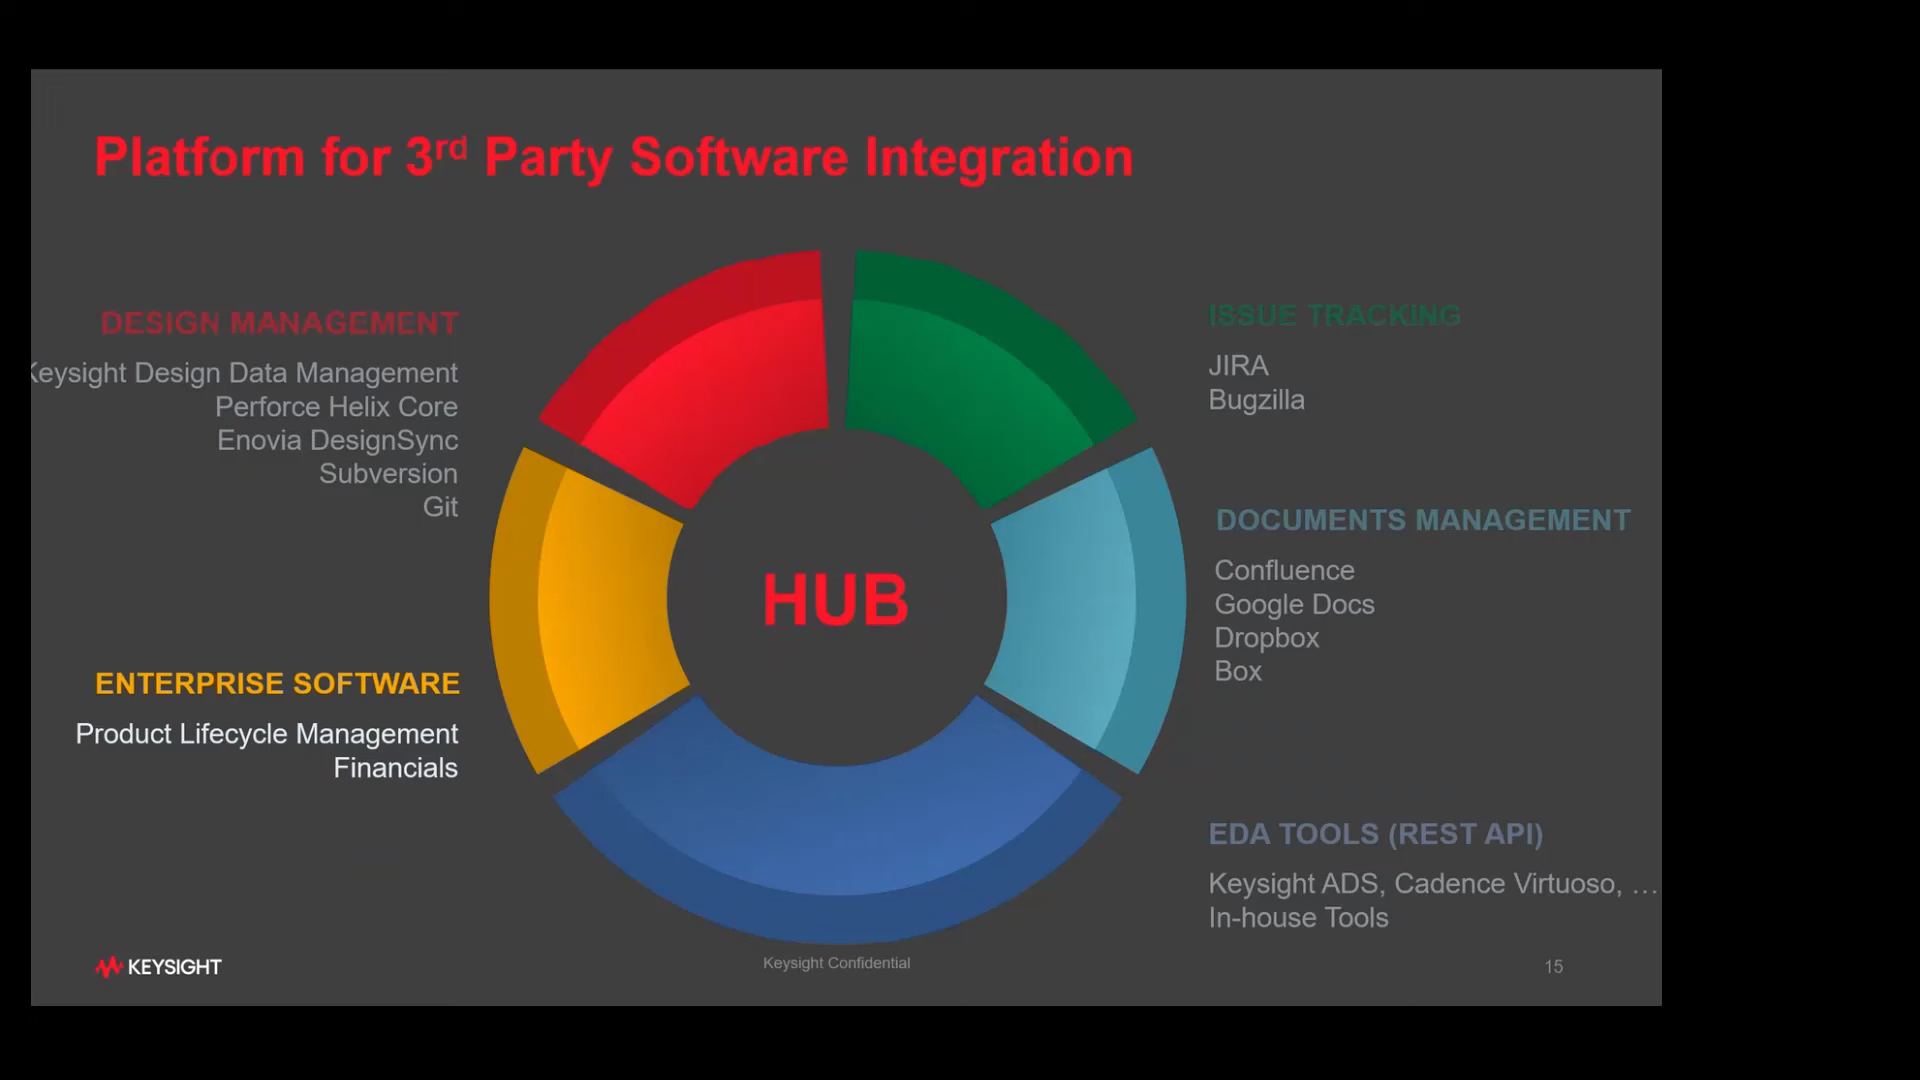 Platform for 3rd Party Software Integration
DESIGN MANAGEMENT
Keysight Design Data Management
Perforce Helix Core
Enovia DesignSync
Subversion
Git
ENTERPRISE SOFTWARE
Product Lifecycle Management
Financials
HUB
ISSUE TRACKING
JIRA
Bugzilla
DOCUMENTS MANAGEMENT
Confluence
Google Docs
Dropbox
Box
EDA TOOLS (REST API)
Keysight ADS, Cadence Virtuoso, …
In-house Tools
KEYSIGHT
Keysight Confidential
15